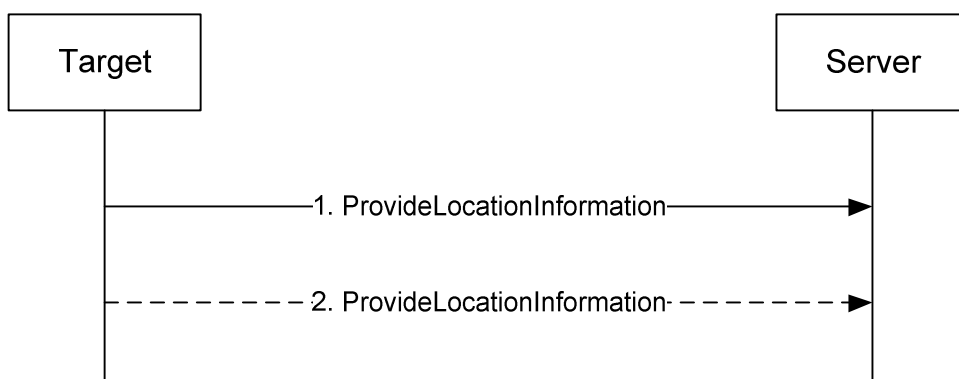 Target
Server
1. ProvideLocationInformation
2. ProvideLocationInformation